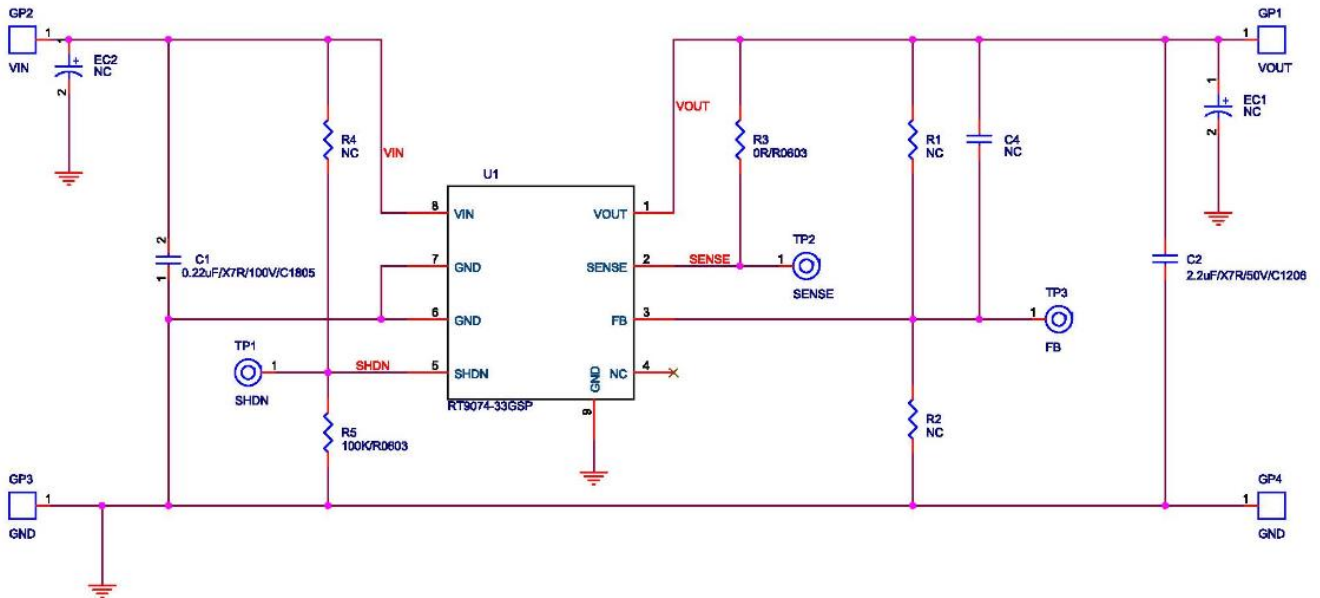 GP2
1
VIN
1
EC2
NC
2
R4
NC
VIN
2
C1
0.22uF/X7R/100V/C1805
1
TP1
1
SHDN
SHDN
R5
100K/R0603
GP3
1
GND
U1
8
VIN
7
GND
6
GND
5
SHDN
VOUT
1
SENSE
2
FB
3
NC
4
GND
9
RT9074-33GSP
VOUT
R3
0R/R0603
SENSE
TP2
1
SENSE
R1
NC
C4
NC
TP3
1
FB
R2
NC
C2
2.2uF/X7R/50V/C1206
GP1
1
VOUT
1
EC1
NC
2
GP4
1
GND